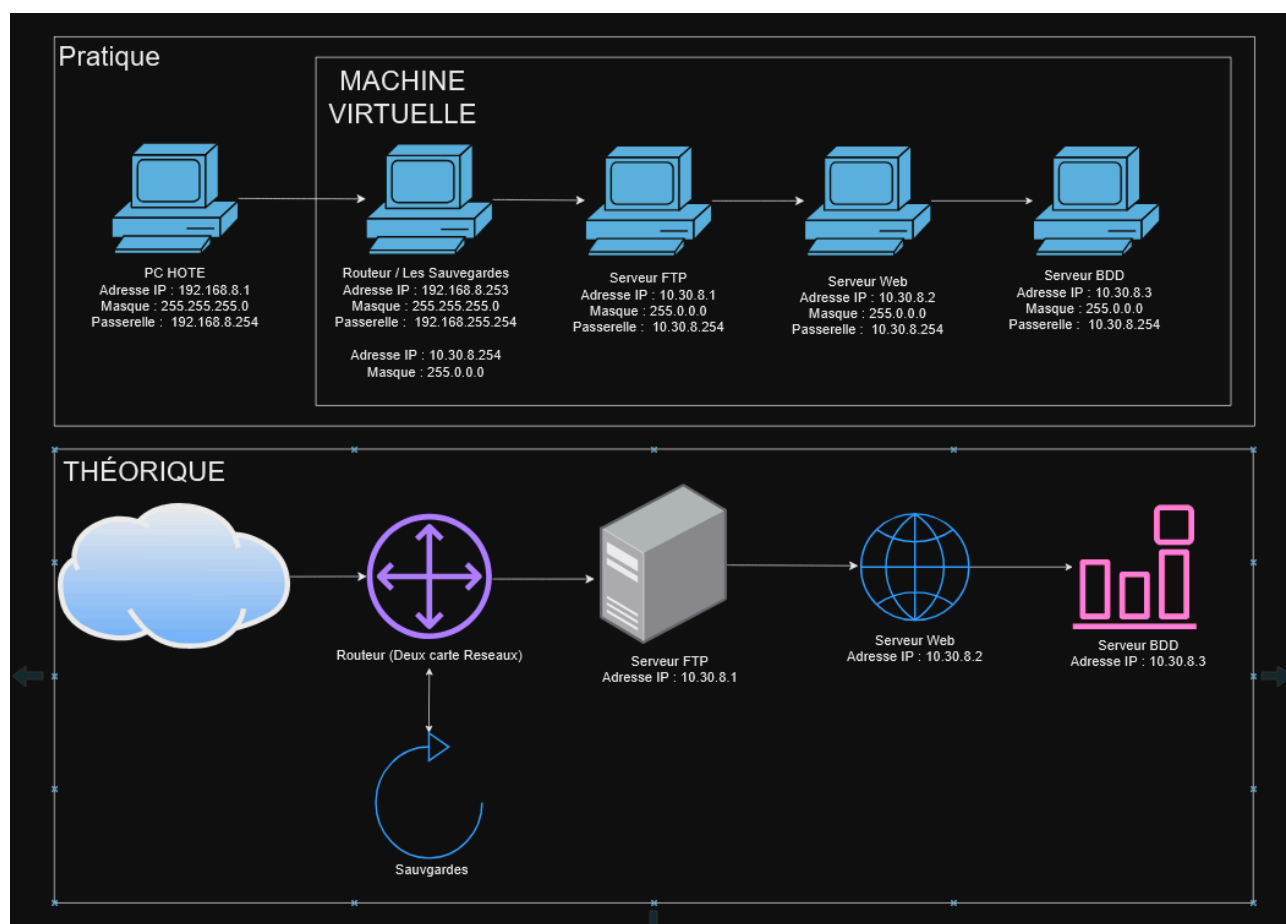 Pratique
MACHINE
VIRTUELLE
PC HOTE
Adresse IP : 192.168.8.1
Masque : 255.255.255.0
Passerelle :  192.168.8.254
Routeur / Les Sauvegardes
Adresse IP : 192.168.8.253
Masque : 255.255.255.0
Passerelle :  192.168.255.254
Adresse IP : 10.30.8.254
Masque : 255.0.0.0
Serveur FTP
Adresse IP : 10.30.8.1
Masque : 255.0.0.0
Passerelle :  10.30.8.254
Serveur Web
Adresse IP : 10.30.8.2
Masque : 255.0.0.0
Passerelle :  10.30.8.254
Serveur BDD
Adresse IP : 10.30.8.3
Masque : 255.0.0.0
Passerelle :  10.30.8.254
THÉORIQUE
Routeur (Deux carte Reseaux)
Serveur FTP
Adresse IP : 10.30.8.1
Serveur Web
Adresse IP : 10.30.8.2
Serveur BDD
Adresse IP : 10.30.8.3
Sauvgardes